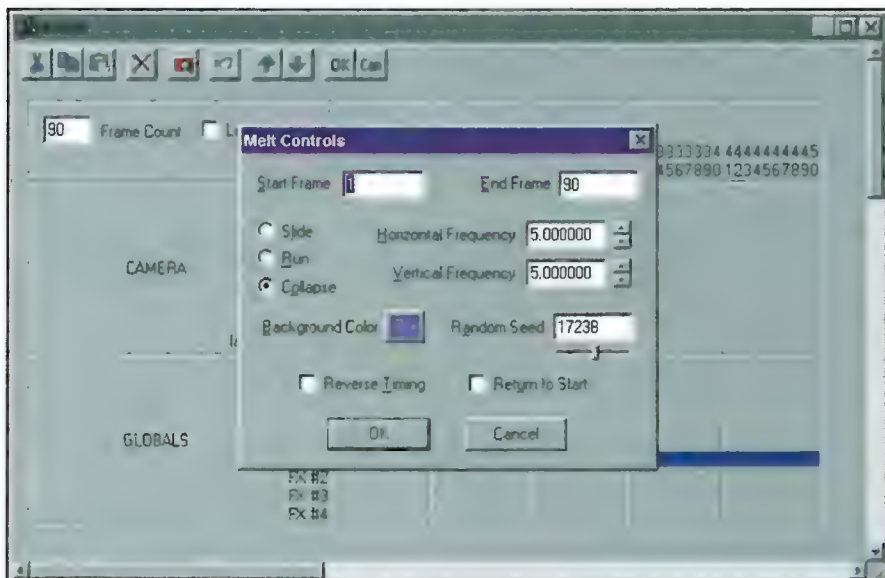 OK Can
90 Frame Count
Melt Controls
Start Frame 1 End Frame 90
333334 4444444445
4567890 1234567890
Slide
Run
Collapse
Horizontal Frequency 5.000000
Vertical Frequency 5.000000
CAMERA
Background Color Random Seed 17238
Reverse Timing Return to Start
OK Cancel
GLOBALS
FX #2
FX #3
FX #4